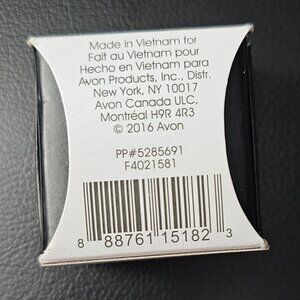 Made in Vietnam for
Fait au Vietnam pour
Hecho en Vietnam para
Avon Products, Inc., Distr.
New York, NY 10017
Avon Canada ULC,
Montréal H9R 4R3
© 2016 Avon
PP#5285691
F4021581
8 88761 15182 3